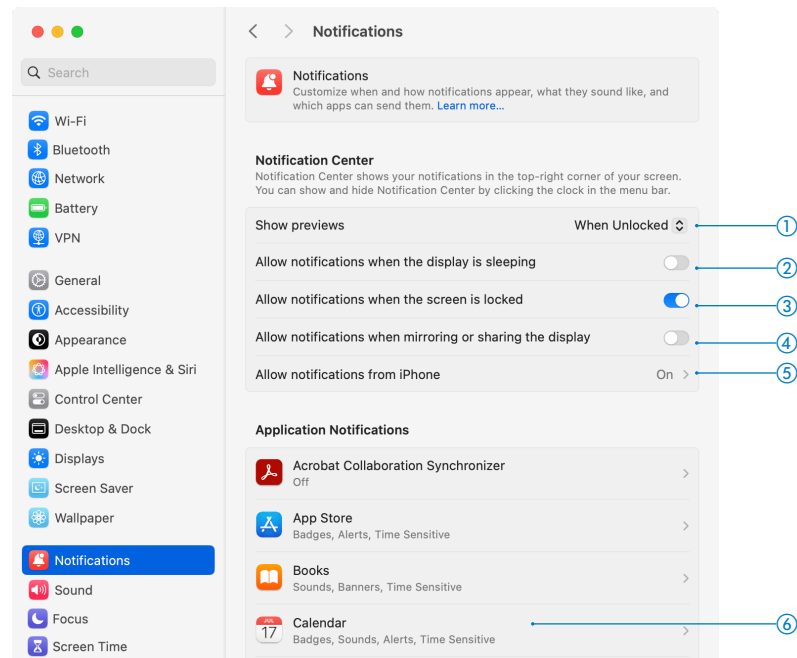 Notifications
Search
Notifications
Customize when and how notifications appear, what they sound like, and
which apps can send them. Learn more...
Wi-Fi
Bluetooth
Network
Battery
VPN
General
Accessibility
Appearance
Apple Intelligence & Siri
Control Center
Desktop & Dock
Displays
Screen Saver
Wallpaper
Notifications
Sound
Focus
Screen Time
Notification Center
Notification Center shows your notifications in the top-right corner of your screen.
You can show and hide Notification Center by clicking the clock in the menu bar.
Show previews When Unlocked ①
Allow notifications when the display is sleeping ②
Allow notifications when the screen is locked ③
Allow notifications when mirroring or sharing the display ④
Allow notifications from iPhone On ⑤
Application Notifications
Acrobat Collaboration Synchronizer
Off
App Store
Badges, Alerts, Time Sensitive
Books
Sounds, Banners, Time Sensitive
JUL
17
Calendar ⑥
Badges, Sounds, Alerts, Time Sensitive